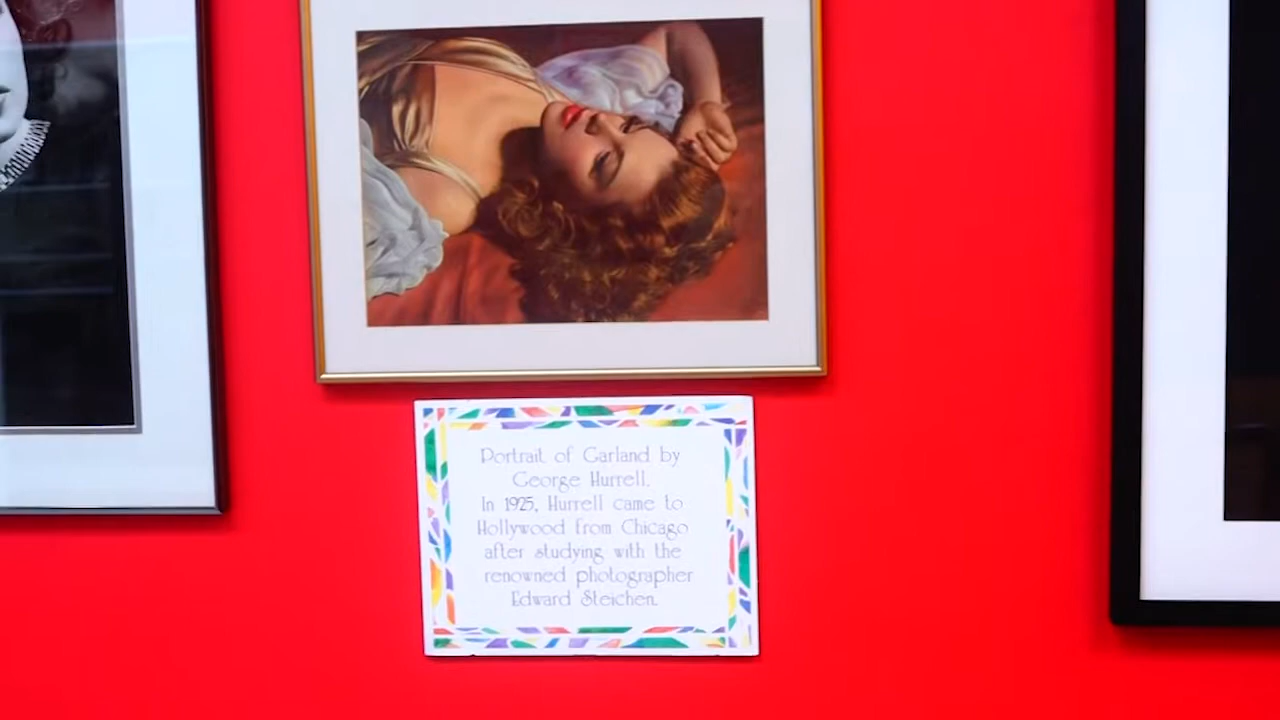 Portrait of Garland by
George Hurrell.
In 1925, Hurrell came to
Hollywood from Chicago
after studying with the
renowned photographer
Edward Steichen.